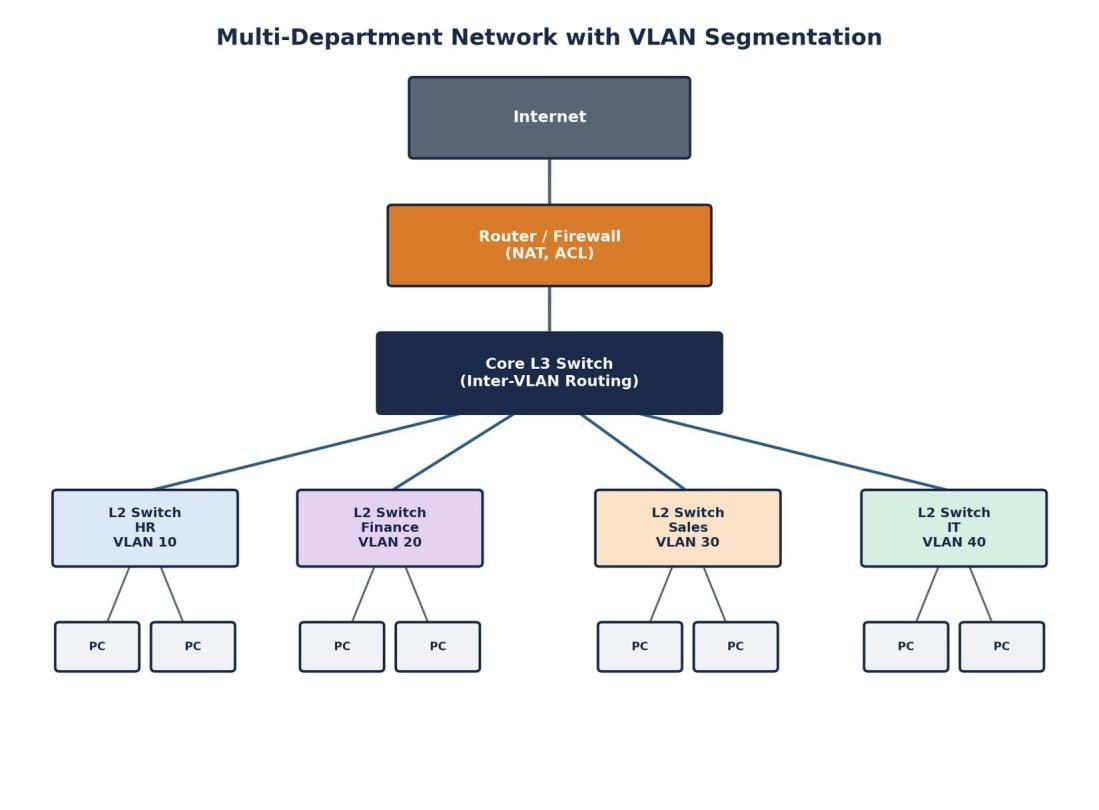 Multi-Department Network with VLAN Segmentation
Internet
Router / Firewall
(NAT, ACL)
Core L3 Switch
(Inter-VLAN Routing)
L2 Switch
HR
VLAN 10
L2 Switch
Finance
VLAN 20
L2 Switch
Sales
VLAN 30
L2 Switch
IT
VLAN 40
PC
PC
PC
PC
PC
PC
PC
PC